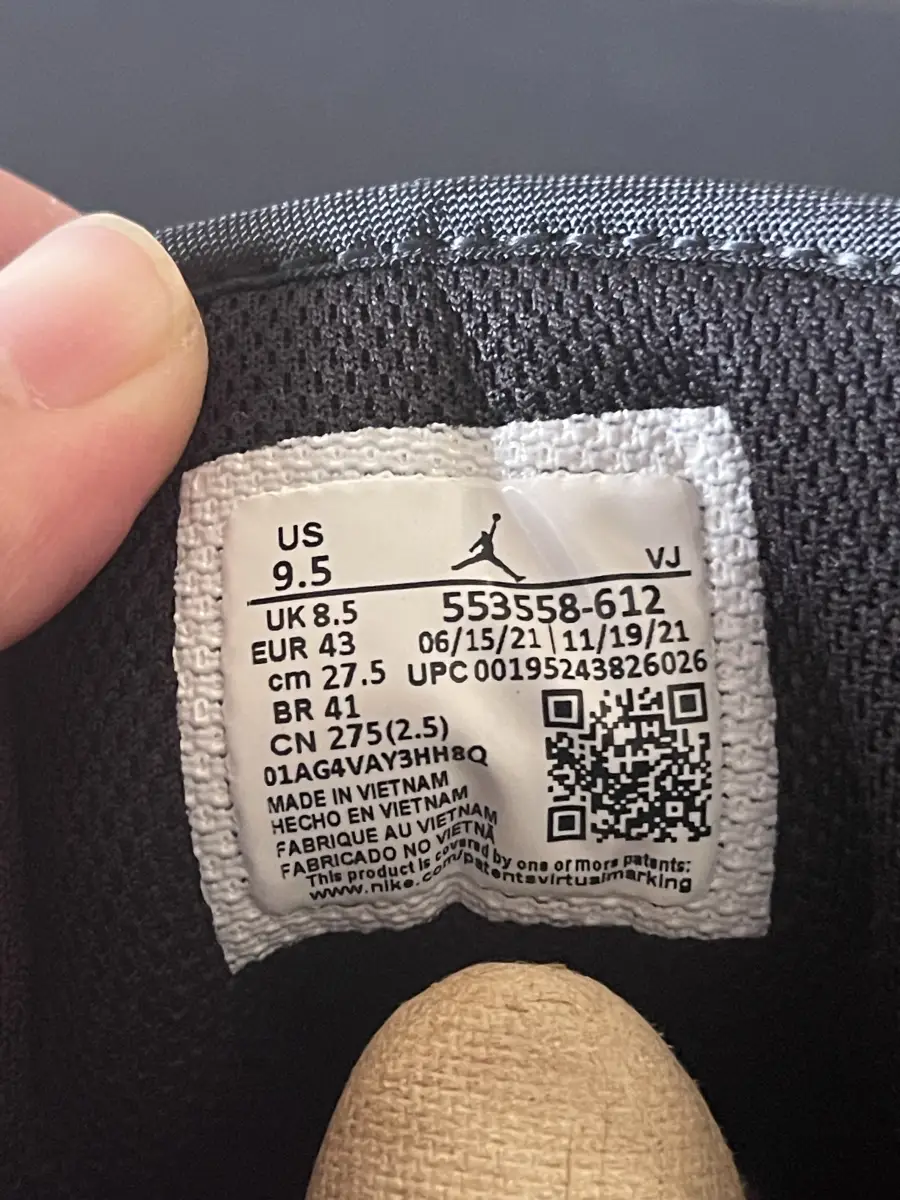 US
9.5
VJ
UK 8.5
553558-612
EUR 43
06/15/21 | 11/19/21
cm 27.5
UPC 00195243826026
BR 41
CN 275(2.5)
01AG4VAY3HH8Q
MADE IN VIETNAM
HECHO EN VIETNAM
FABRIQUE AU VIETNAM
FABRICADO NO VIETNÃ
This product is covered by one or more patents:
www.nike.com/patentsvirtualmarking